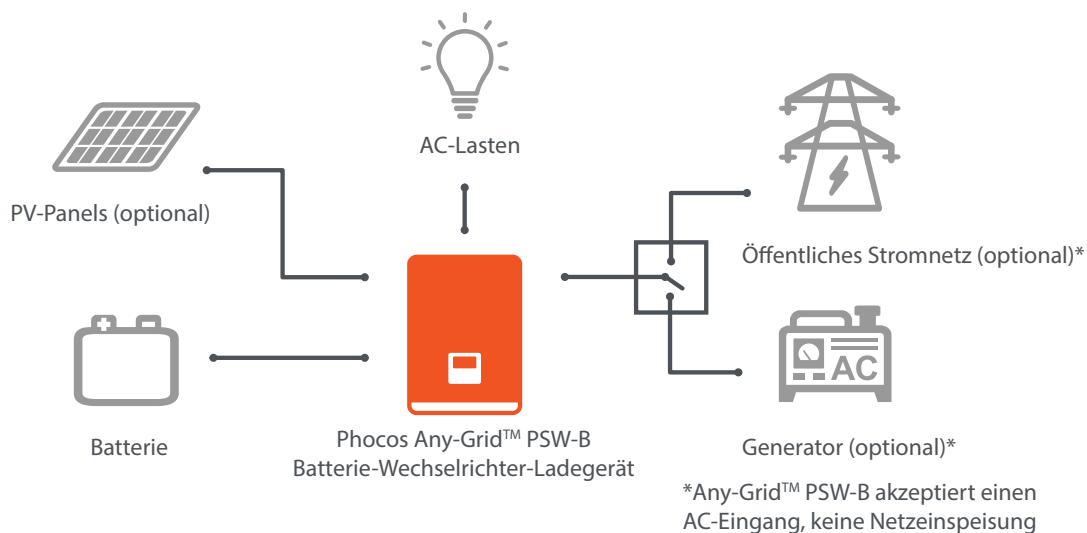 AC-Lasten
PV-Panels (optional)
Öffentliches Stromnetz (optional)*
AC
Batterie
Phocos Any-Grid™ PSW-B
Batterie-Wechselrichter-Ladegerät
Generator (optional)*
*Any-Grid™ PSW-B akzeptiert einen
AC-Eingang, keine Netzeinspeisung